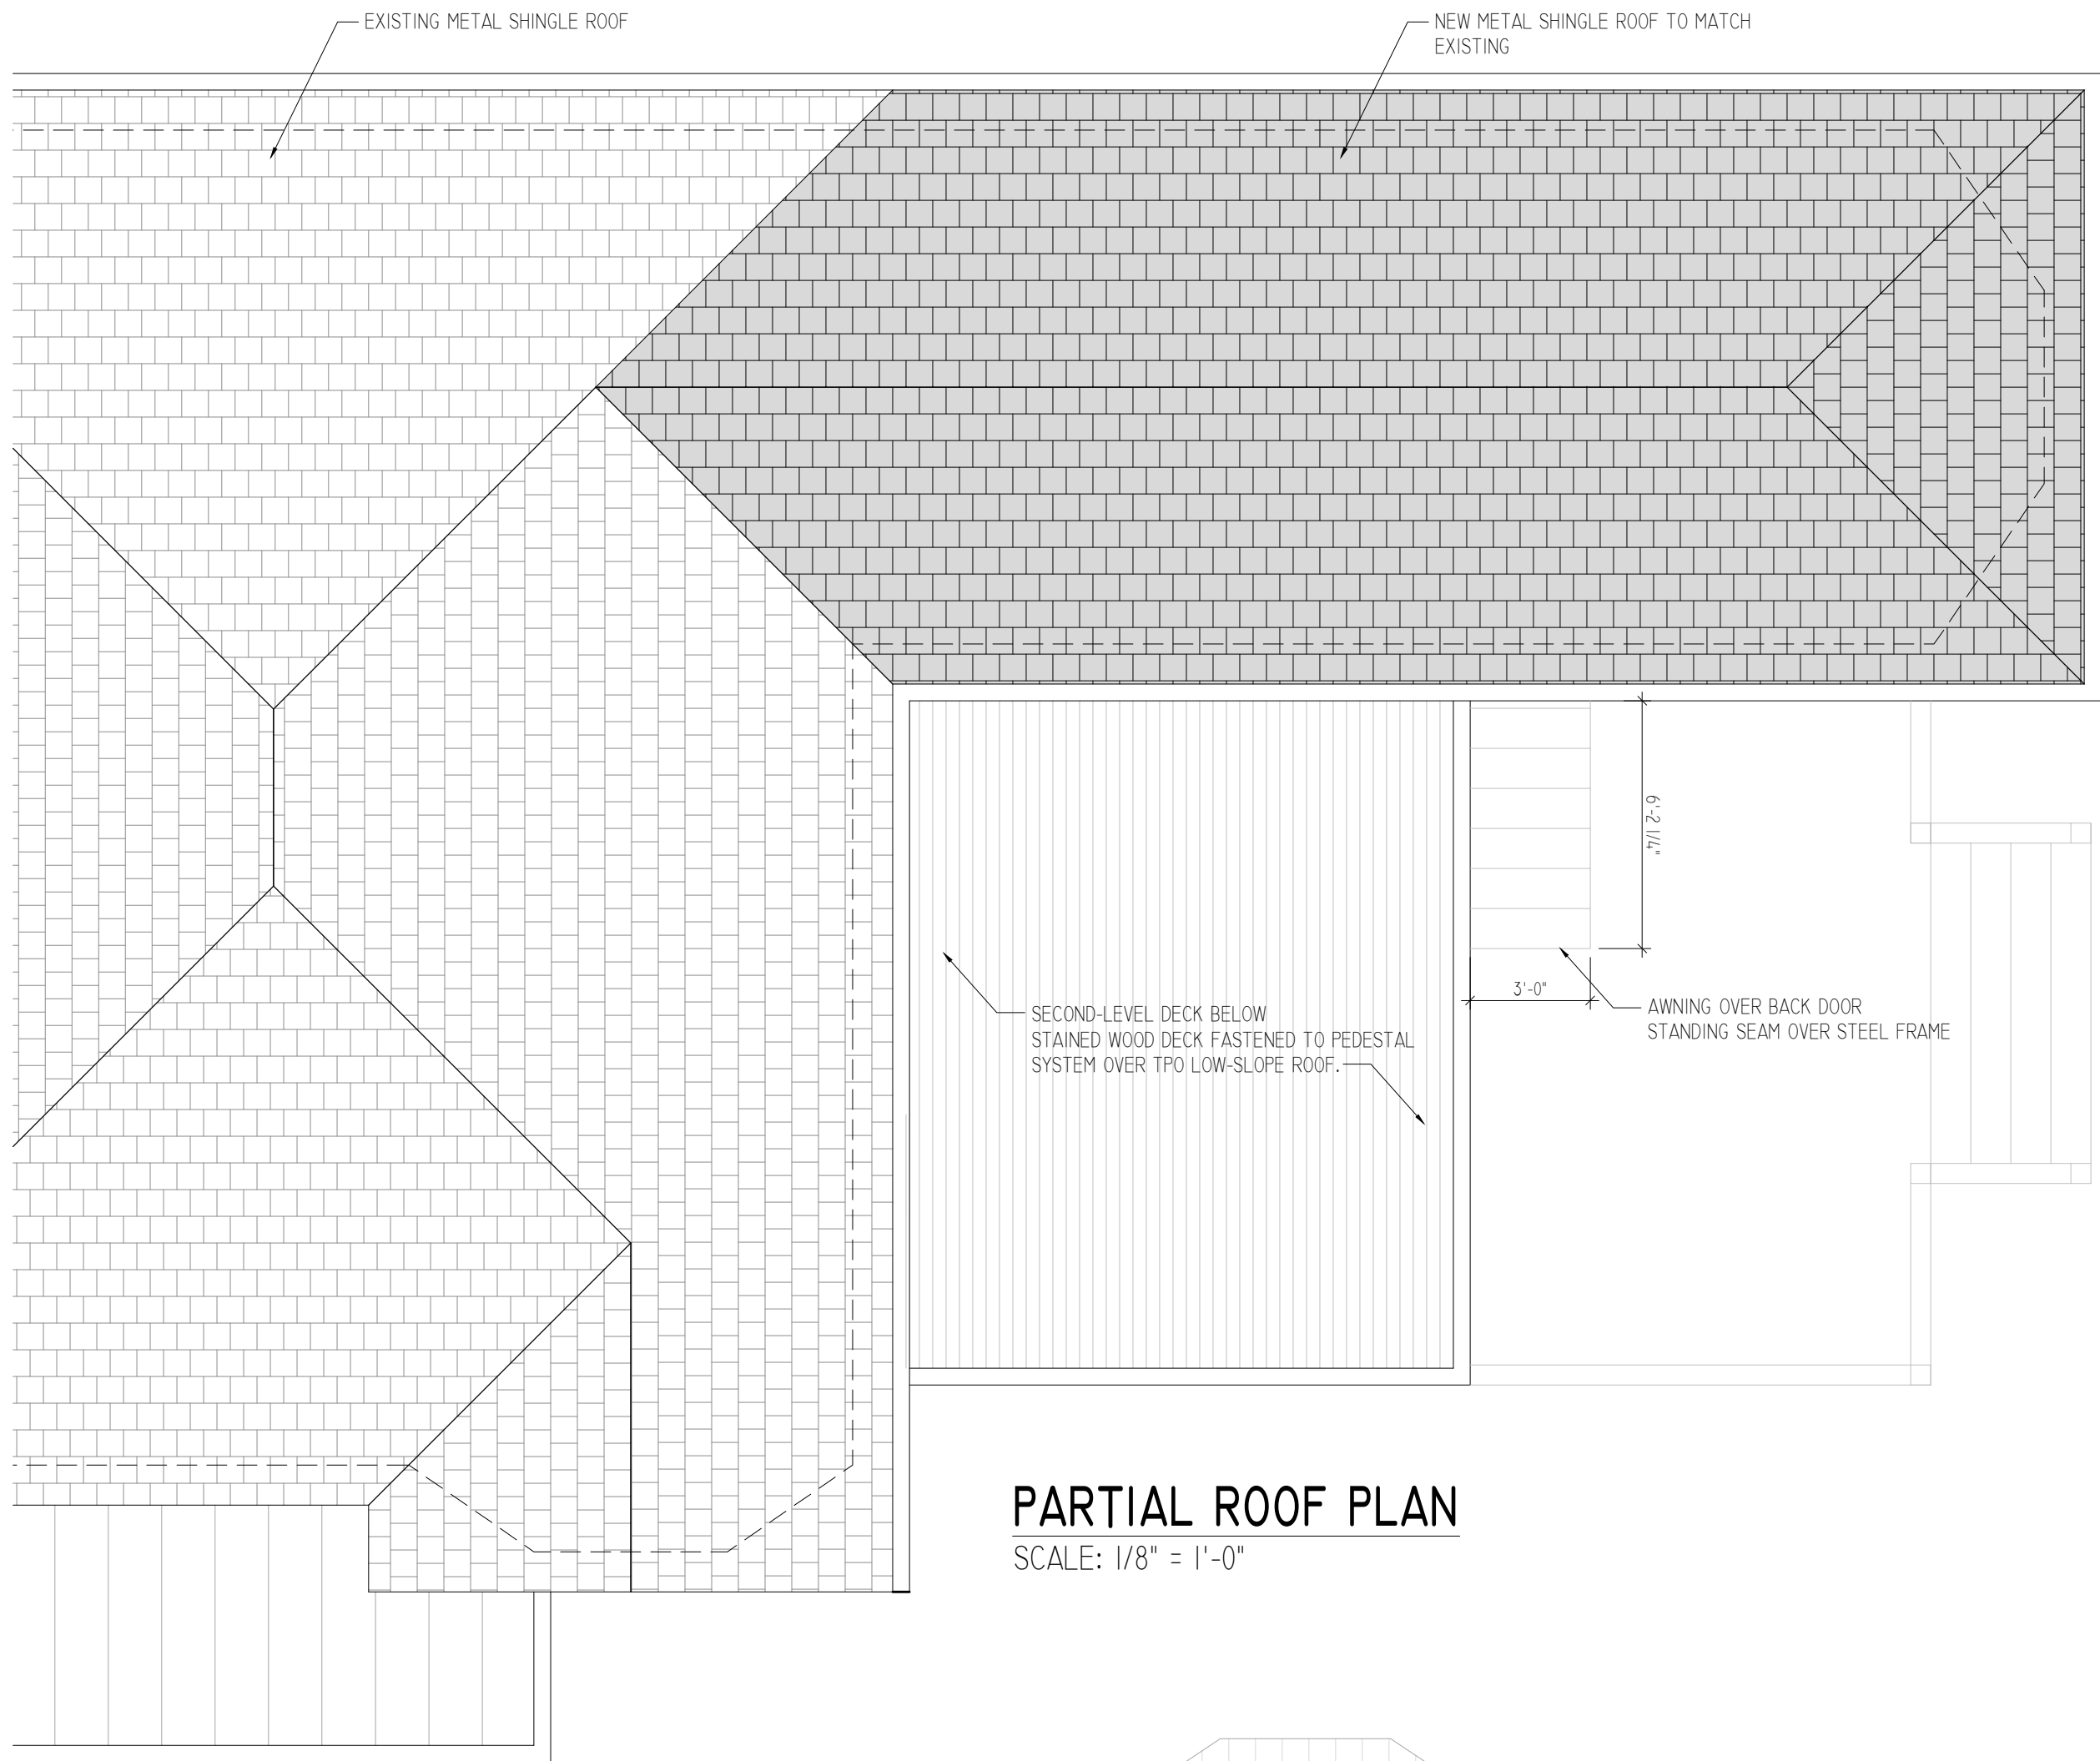 EXISTING METAL SHINGLE ROOF
NEW METAL SHINGLE ROOF TO MATCH
EXISTING
6'-2 1/4"
3'-0"
SECOND-LEVEL DECK BELOW
STAINED WOOD DECK FASTENED TO PEDESTAL
SYSTEM OVER TPO LOW-SLOPE ROOF.
AWNING OVER BACK DOOR
STANDING SEAM OVER STEEL FRAME
PARTIAL ROOF PLAN
SCALE: 1/8" = 1'-0"